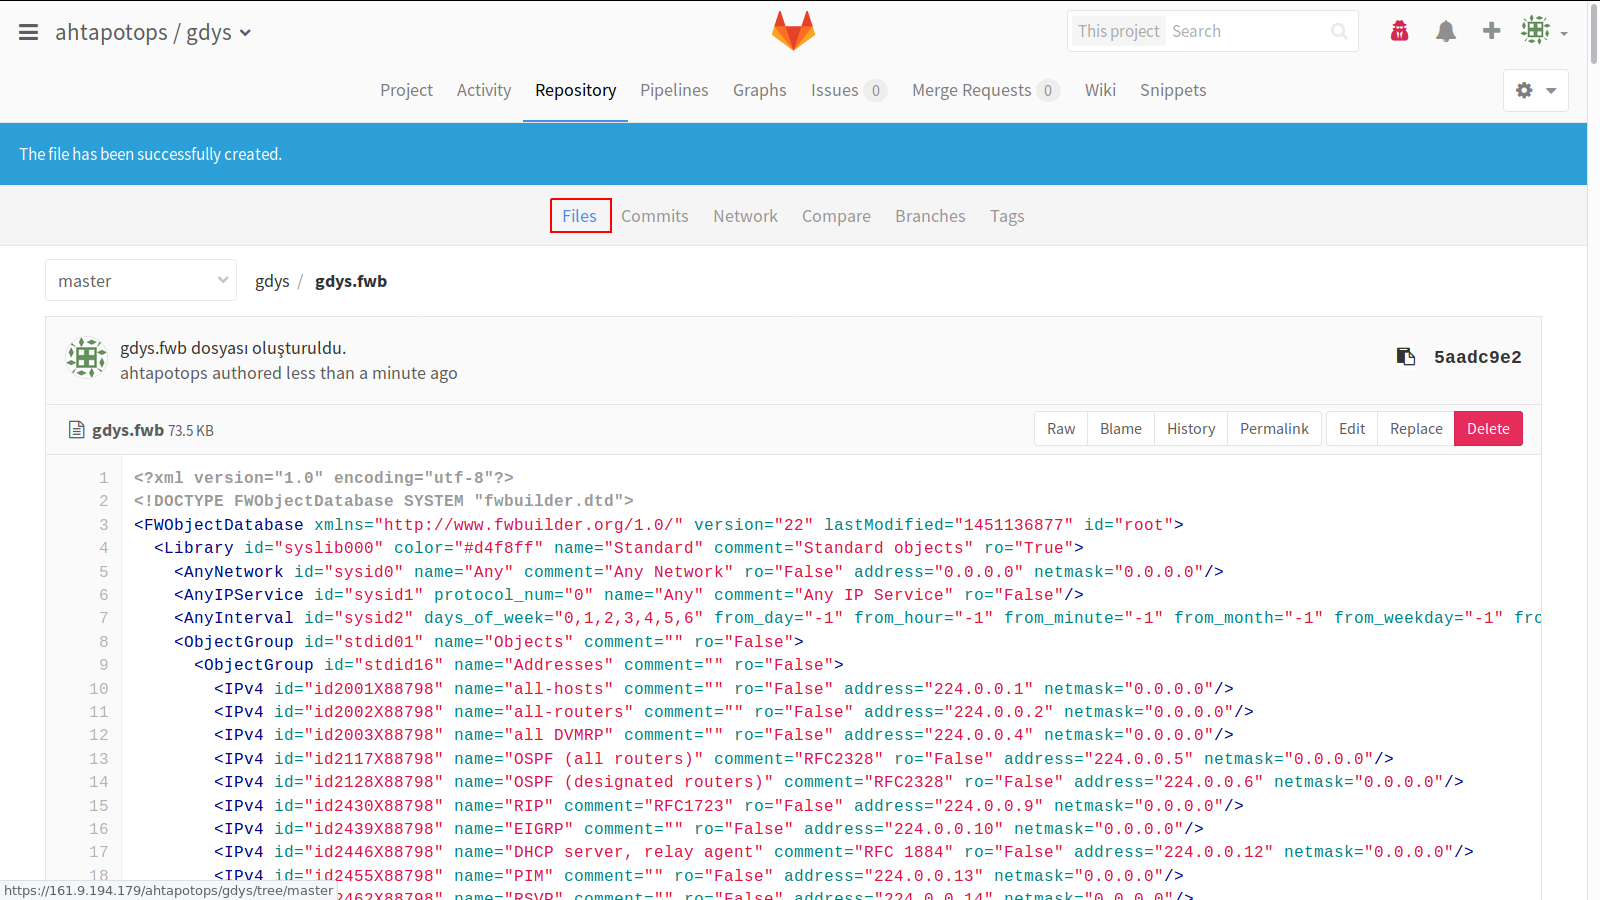 ahtapotops / gdys
This project Search
Project Activity Repository Pipelines Graphs Issues 0 Merge Requests 0 Wiki Snippets
The file has been successfully created.
Files Commits Network Compare Branches Tags
master gdys / gdys.fwb
gdys.fwb dosyası oluşturuldu.
ahtapotops authored less than a minute ago
5aadc9e2
gdys.fwb 73.5 KB
Raw Blame History Permalink Edit Replace Delete
1 <?xml version="1.0" encoding="utf-8"?>
2 <!DOCTYPE FWObjectDatabase SYSTEM "fwbuilder.dtd">
3 <FWObjectDatabase xmlns="http://www.fwbuilder.org/1.0/" version="22" lastModified="1451136877" id="root">
4 <Library id="syslib000" color="#d4f8ff" name="Standard" comment="Standard objects" ro="True">
5 <AnyNetwork id="sysid0" name="Any" comment="Any Network" ro="False" address="0.0.0.0" netmask="0.0.0.0"/>
6 <AnyIPService id="sysid1" protocol_num="0" name="Any" comment="Any IP Service" ro="False"/>
7 <AnyInterval id="sysid2" days_of_week="0,1,2,3,4,5,6" from_day="-1" from_hour="-1" from_minute="-1" from_month="-1" from_weekday="-1" fro
8 <ObjectGroup id="stdid01" name="Objects" comment="" ro="False">
9 <ObjectGroup id="stdid16" name="Addresses" comment="" ro="False">
10 <IPv4 id="id2001X88798" name="all-hosts" comment="" ro="False" address="224.0.0.1" netmask="0.0.0.0"/>
11 <IPv4 id="id2002X88798" name="all-routers" comment="" ro="False" address="224.0.0.2" netmask="0.0.0.0"/>
12 <IPv4 id="id2003X88798" name="all DVMRP" comment="" ro="False" address="224.0.0.4" netmask="0.0.0.0"/>
13 <IPv4 id="id2117X88798" name="OSPF (all routers)" comment="RFC2328" ro="False" address="224.0.0.5" netmask="0.0.0.0"/>
14 <IPv4 id="id2128X88798" name="OSPF (designated routers)" comment="RFC2328" ro="False" address="224.0.0.6" netmask="0.0.0.0"/>
15 <IPv4 id="id2430X88798" name="RIP" comment="RFC1723" ro="False" address="224.0.0.9" netmask="0.0.0.0"/>
16 <IPv4 id="id2439X88798" name="EIGRP" comment="" ro="False" address="224.0.0.10" netmask="0.0.0.0"/>
17 <IPv4 id="id2446X88798" name="DHCP server, relay agent" comment="RFC 1884" ro="False" address="224.0.0.12" netmask="0.0.0.0"/>
18 <IPv4 id="id2455X88798" name="PIM" comment="" ro="False" address="224.0.0.13" netmask="0.0.0.0"/>
2462X88798" name="RSVP" comment="" ro="False" address="224.0.0.14" netmask="0.0.0.0"/>
https://161.9.194.179/ahtapotops/gdys/tree/master